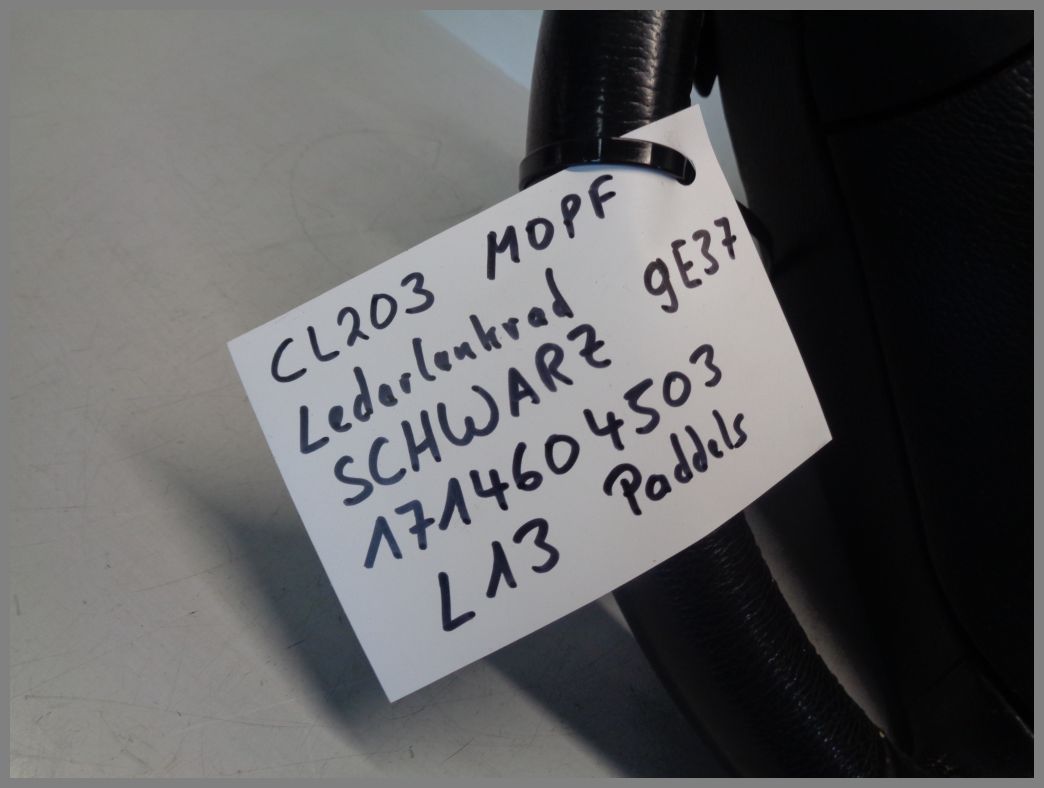 CL203 MOPF
Lederlenkrad 9E37
SCHWARZ
1714604503
L13 Paddels